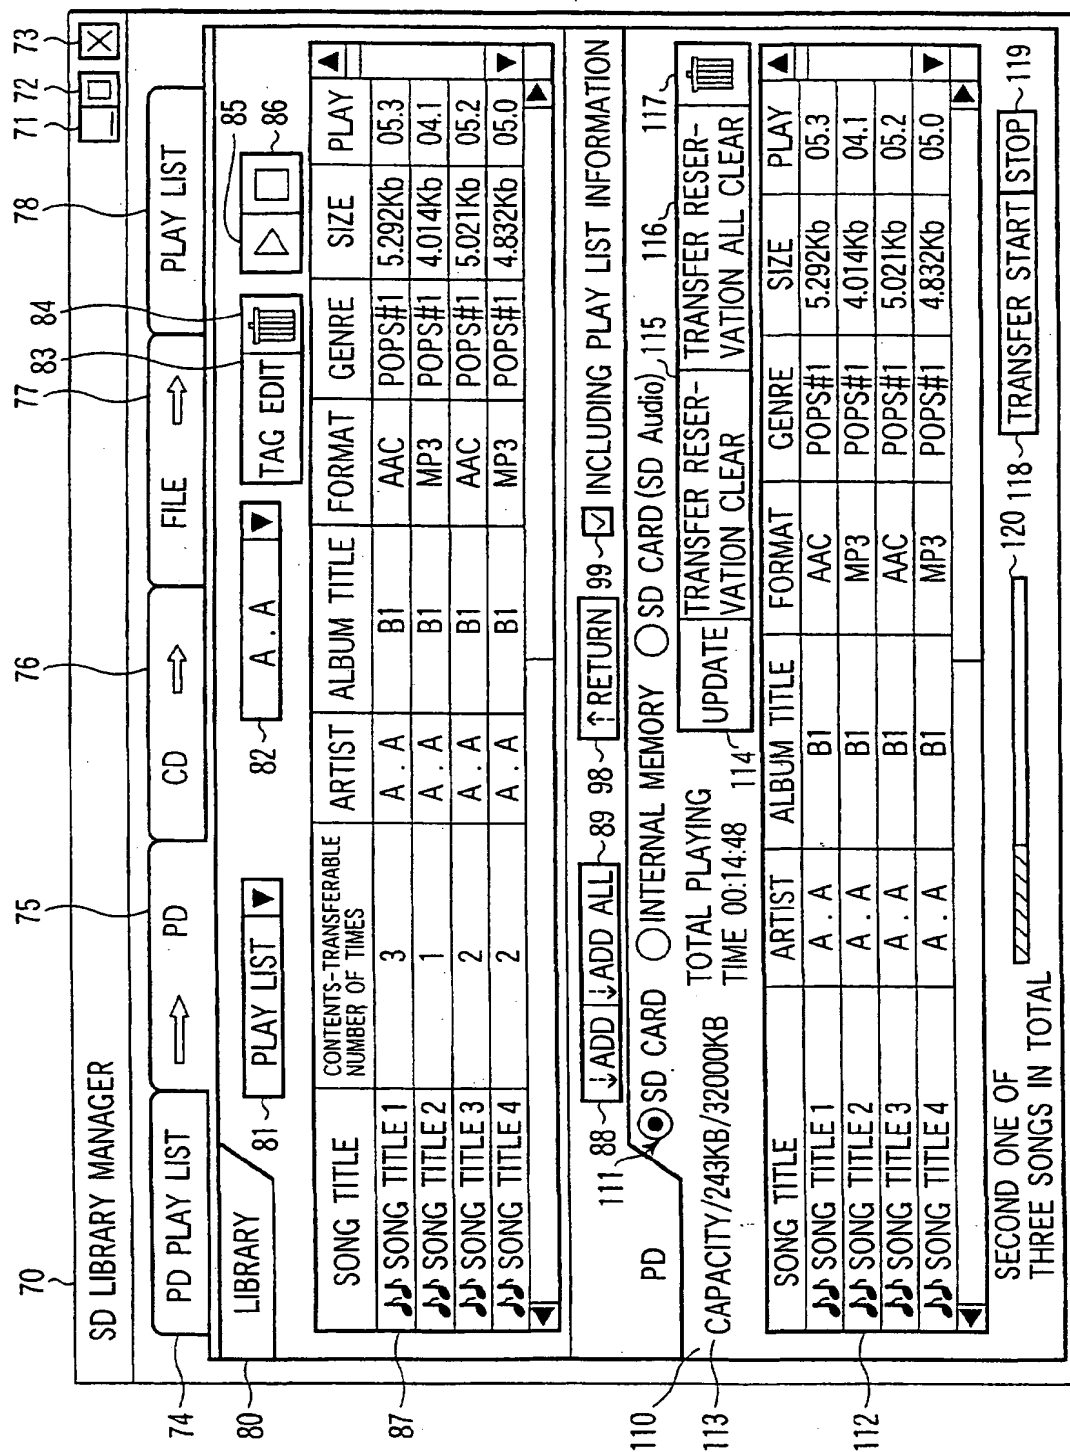 70 SD LIBRARY MANAGER 71 72 73
74 PD PLAY LIST 75 PD 76 CD 77 FILE 78 PLAY LIST
80 LIBRARY 81 PLAY LIST 82 A . A 83 TAG EDIT 84 85 86
87
SONG TITLE CONTENTS-TRANSFERABLE NUMBER OF TIMES ARTIST ALBUM TITLE FORMAT GENRE SIZE PLAY
SONG TITLE 1 3 A . A B1 AAC POPS#1 5.292Kb 05.3
SONG TITLE 2 1 A . A B1 MP3 POPS#1 4.014Kb 04.1
SONG TITLE 3 2 A . A B1 AAC POPS#1 5.021Kb 05.2
SONG TITLE 4 2 A . A B1 MP3 POPS#1 4.832Kb 05.0
88 ↓ADD ↓ADD ALL 89 98 ↑RETURN 99 INCLUDING PLAY LIST INFORMATION
110 PD 111 SD CARD INTERNAL MEMORY SD CARD (SD Audio)
113 CAPACITY/243KB/32000KB
TOTAL PLAYING
TIME 00:14:48
114 UPDATE
115 TRANSFER RESER-
VATION CLEAR
116 TRANSFER RESER-
VATION ALL CLEAR
117
112
SONG TITLE ARTIST ALBUM TITLE FORMAT GENRE SIZE PLAY
SONG TITLE 1 A . A B1 AAC POPS#1 5.292Kb 05.3
SONG TITLE 2 A . A B1 MP3 POPS#1 4.014Kb 04.1
SONG TITLE 3 A . A B1 AAC POPS#1 5.021Kb 05.2
SONG TITLE 4 A . A B1 MP3 POPS#1 4.832Kb 05.0
SECOND ONE OF
THREE SONGS IN TOTAL
120 118 TRANSFER START STOP 119